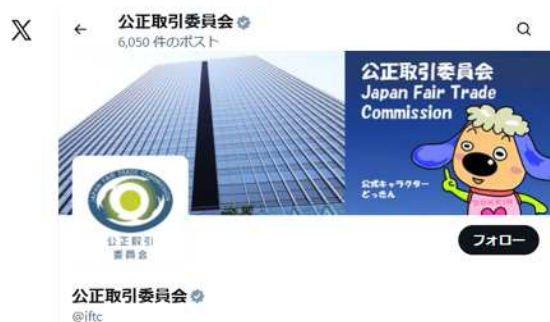 公正取引委員会
6,050 件のポスト
公正取引委員会
Japan Fair Trade
Commission
公式キャラクター
どっきん
DOKKIN
公正取引
委員会
フォロー
公正取引委員会
@jftc